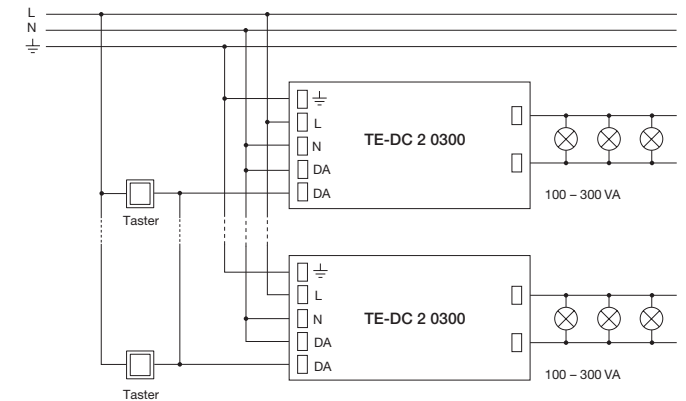 L
N
L
TE-DC 2 0300
N
DA
DA
100 – 300 VA
Taster
L
N
TE-DC 2 0300
DA
DA
100 – 300 VA
Taster